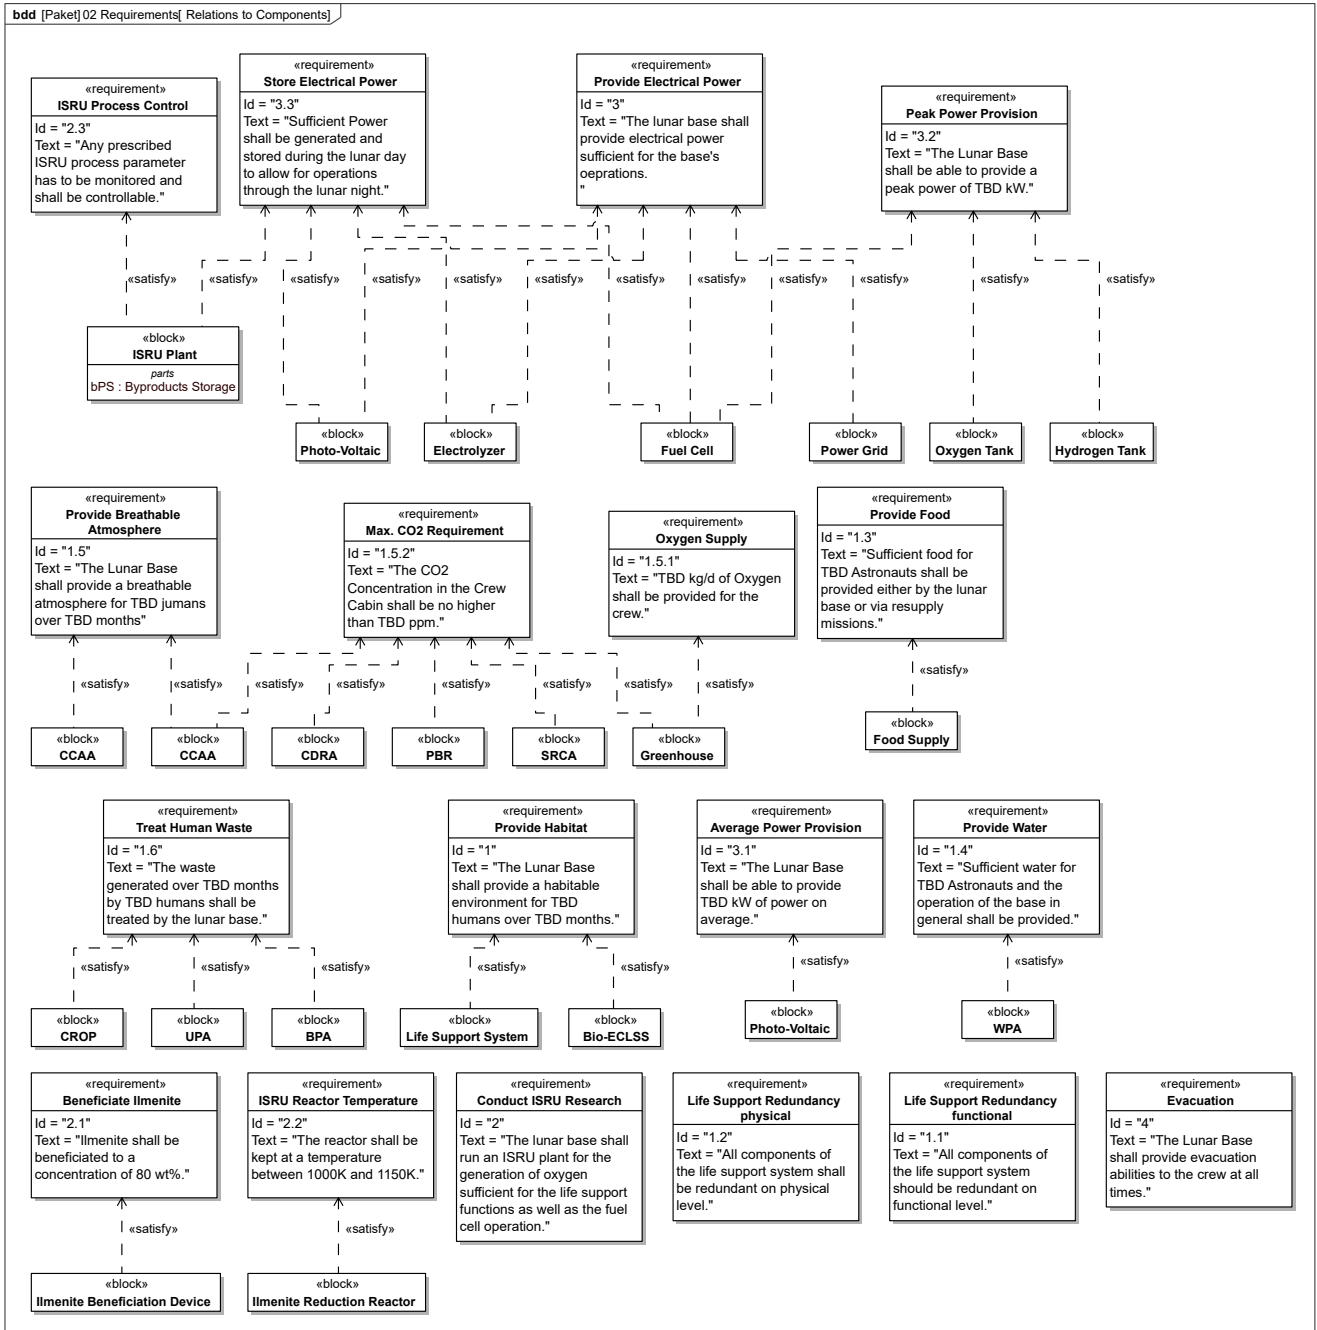 bdd [Paket] 02 Requirements[ Relations to Components]
«requirement»
ISRU Process Control
Id = "2.3"
Text = "Any prescribed
ISRU process parameter
has to be monitored and
shall be controllable."
«requirement»
Store Electrical Power
Id = "3.3"
Text = "Sufficient Power
shall be generated and
stored during the lunar day
to allow for operations
through the lunar night."
«requirement»
Provide Electrical Power
Id = "3"
Text = "The lunar base shall
provide electrical power
sufficient for the base's
oeprations.
"
«requirement»
Peak Power Provision
Id = "3.2"
Text = "The Lunar Base
shall be able to provide a
peak power of TBD kW."
«satisfy»
«satisfy»
«satisfy»
«satisfy»
«satisfy»
«satisfy»
«satisfy»
«satisfy»
«satisfy»
«satisfy»
«satisfy»
«satisfy»
«block»
ISRU Plant
parts
bPS : Byproducts Storage
«block»
Photo-Voltaic
«block»
Electrolyzer
«block»
Fuel Cell
«block»
Power Grid
«block»
Oxygen Tank
«block»
Hydrogen Tank
«requirement»
Provide Breathable
Atmosphere
Id = "1.5"
Text = "The Lunar Base
shall provide a breathable
atmosphere for TBD jumans
over TBD months"
«requirement»
Max. CO2 Requirement
Id = "1.5.2"
Text = "The CO2
Concentration in the Crew
Cabin shall be no higher
than TBD ppm."
«requirement»
Oxygen Supply
Id = "1.5.1"
Text = "TBD kg/d of Oxygen
shall be provided for the
crew."
«requirement»
Provide Food
Id = "1.3"
Text = "Sufficient food for
TBD Astronauts shall be
provided either by the lunar
base or via resupply
missions."
«satisfy»
«satisfy»
«satisfy»
«satisfy»
«satisfy»
«satisfy»
«satisfy»
«satisfy»
«satisfy»
«block»
CCAA
«block»
CCAA
«block»
CDRA
«block»
PBR
«block»
SRCA
«block»
Greenhouse
«block»
Food Supply
«requirement»
Treat Human Waste
Id = "1.6"
Text = "The waste
generated over TBD months
by TBD humans shall be
treated by the lunar base."
«requirement»
Provide Habitat
Id = "1"
Text = "The Lunar Base
shall provide a habitable
environment for TBD
humans over TBD months."
«requirement»
Average Power Provision
Id = "3.1"
Text = "The Lunar Base
shall be able to provide
TBD kW of power on
average."
«requirement»
Provide Water
Id = "1.4"
Text = "Sufficient water for
TBD Astronauts and the
operation of the base in
general shall be provided."
«satisfy»
«satisfy»
«satisfy»
«satisfy»
«satisfy»
«satisfy»
«satisfy»
«block»
CROP
«block»
UPA
«block»
BPA
«block»
Life Support System
«block»
Bio-ECLSS
«block»
Photo-Voltaic
«block»
WPA
«requirement»
Beneficiate Ilmenite
Id = "2.1"
Text = "Ilmenite shall be
beneficiated to a
concentration of 80 wt%."
«requirement»
ISRU Reactor Temperature
Id = "2.2"
Text = "The reactor shall be
kept at a temperature
between 1000K and 1150K."
«requirement»
Conduct ISRU Research
Id = "2"
Text = "The lunar base shall
run an ISRU plant for the
generation of oxygen
sufficient for the life support
functions as well as the fuel
cell operation."
«requirement»
Life Support Redundancy
physical
Id = "1.2"
Text = "All components of
the life support system shall
be redundant on physical
level."
«requirement»
Life Support Redundancy
functional
Id = "1.1"
Text = "All components of
the life support system
should be redundant on
functional level."
«requirement»
Evacuation
Id = "4"
Text = "The Lunar Base
shall provide evacuation
abilities to the crew at all
times."
«satisfy»
«satisfy»
«block»
Ilmenite Beneficiation Device
«block»
Ilmenite Reduction Reactor